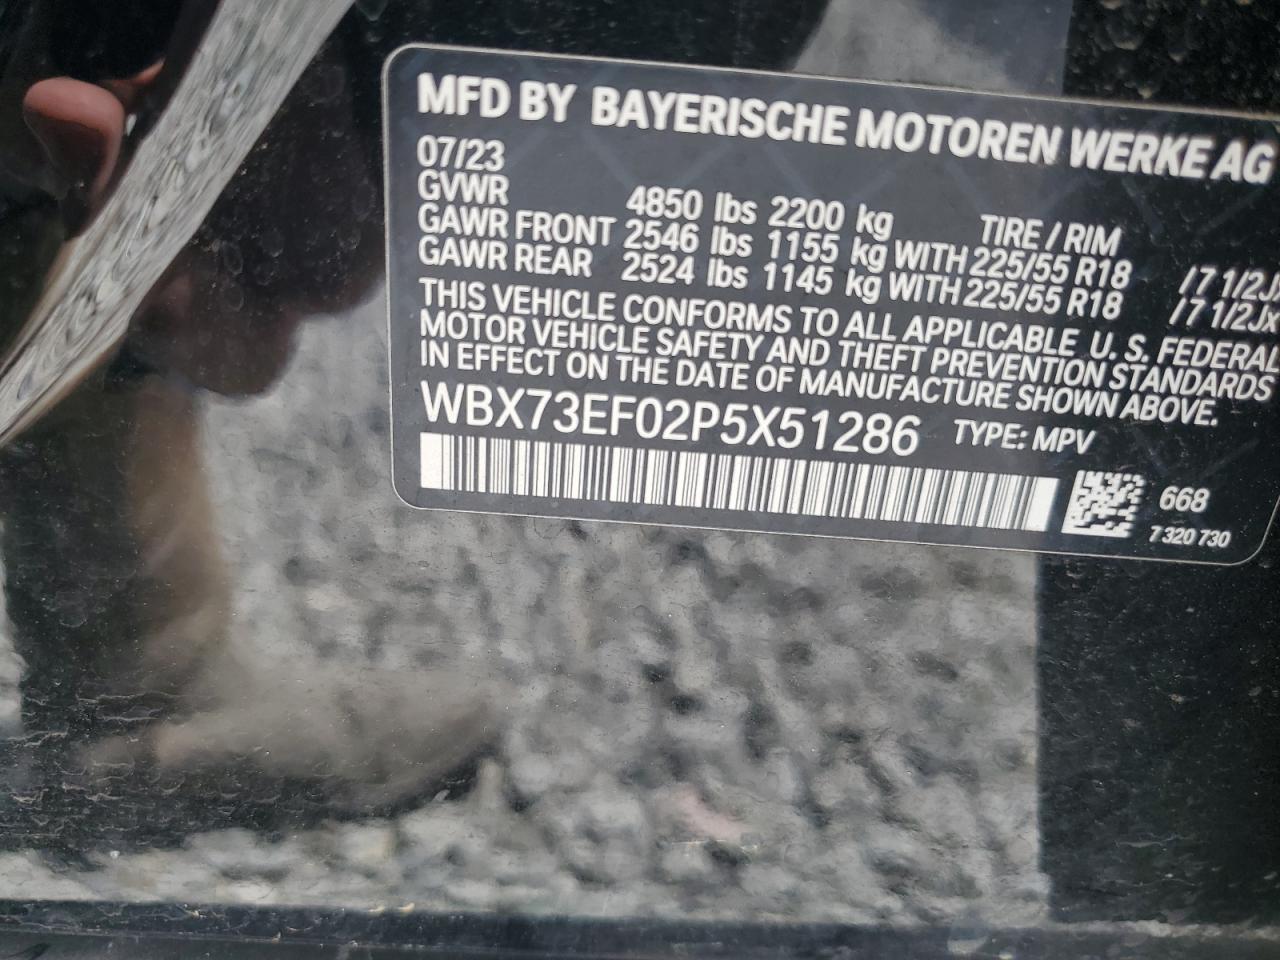 MFD BY BAYERISCHE MOTOREN WERKE AG
07/23
GVWR 4850 lbs 2200 kg TIRE / RIM
GAWR FRONT 2546 lbs 1155 kg WITH 225/55 R18 / 7 1/2J
GAWR REAR 2524 lbs 1145 kg WITH 225/55 R18 / 7 1/2Jx
THIS VEHICLE CONFORMS TO ALL APPLICABLE U. S. FEDERAL
MOTOR VEHICLE SAFETY AND THEFT PREVENTION STANDARDS
IN EFFECT ON THE DATE OF MANUFACTURE SHOWN ABOVE.
WBX73EF02P5X51286 TYPE: MPV
668
7 320 730